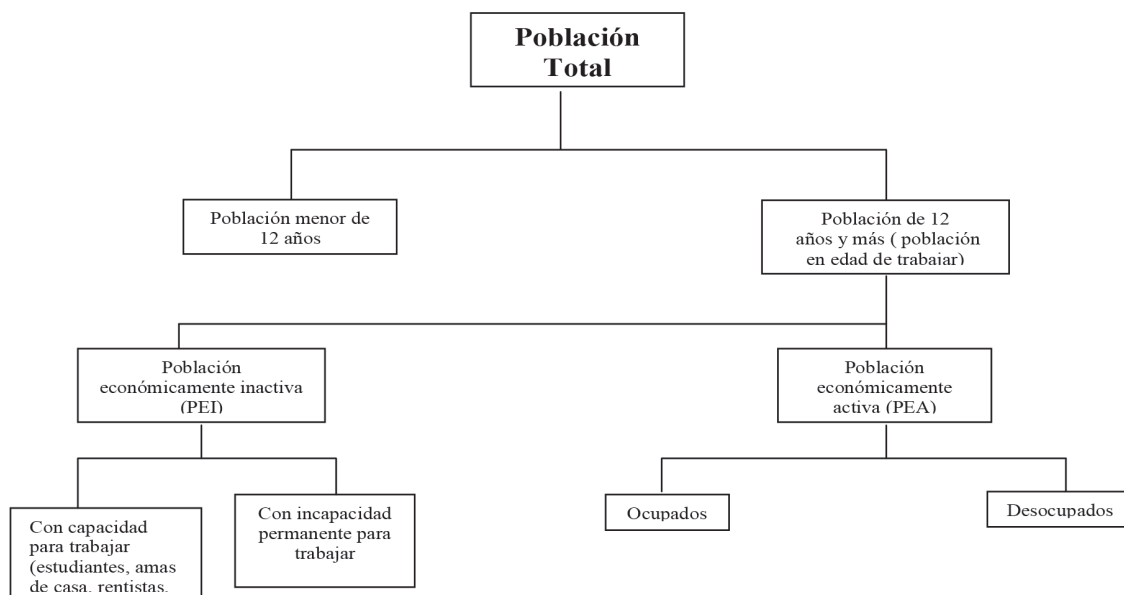 Población
Total
Población menor de
12 años
Población de 12
años y más ( población
en edad de trabajar)
Población
económicamente inactiva
(PEI)
Población
económicamente
activa (PEA)
Con capacidad
para trabajar
(estudiantes, amas
de casa, rentistas,
Con incapacidad
permanente para
trabajar
Ocupados
Desocupados